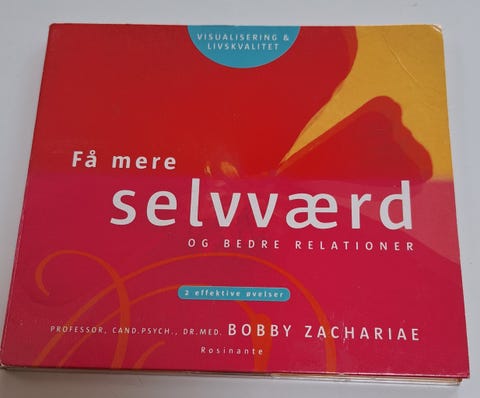 VISUALISERING &
LIVSKVALITET
Få mere
selvværd
OG BEDRE RELATIONER
2 effektive øvelser
PROFESSOR, CAND.PSYCH., DR.MED. BOBBY ZACHARIAE
Rosinante